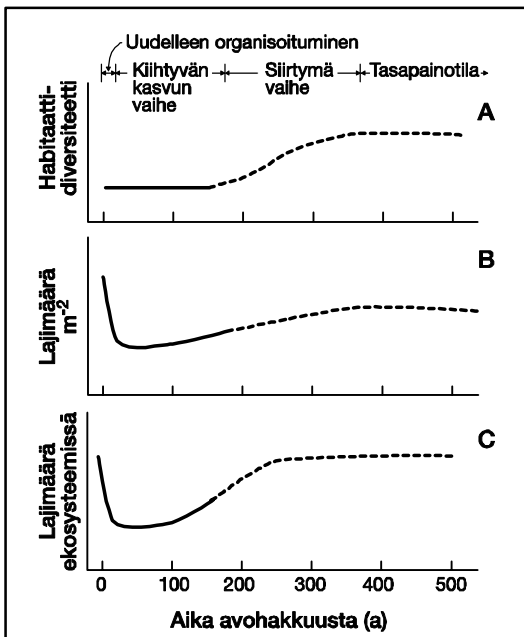 Uudelleen organisoituminen
Kiihtyvän
kasvun
vaihe
Siirtymä
vaihe
Tasapainotila
Habitaatti-
diversiteetti
A
Lajimäärä
m-2
B
Lajimäärä
ekosysteemissä
C
0 100 200 300 400 500
Aika avohakkuusta (a)